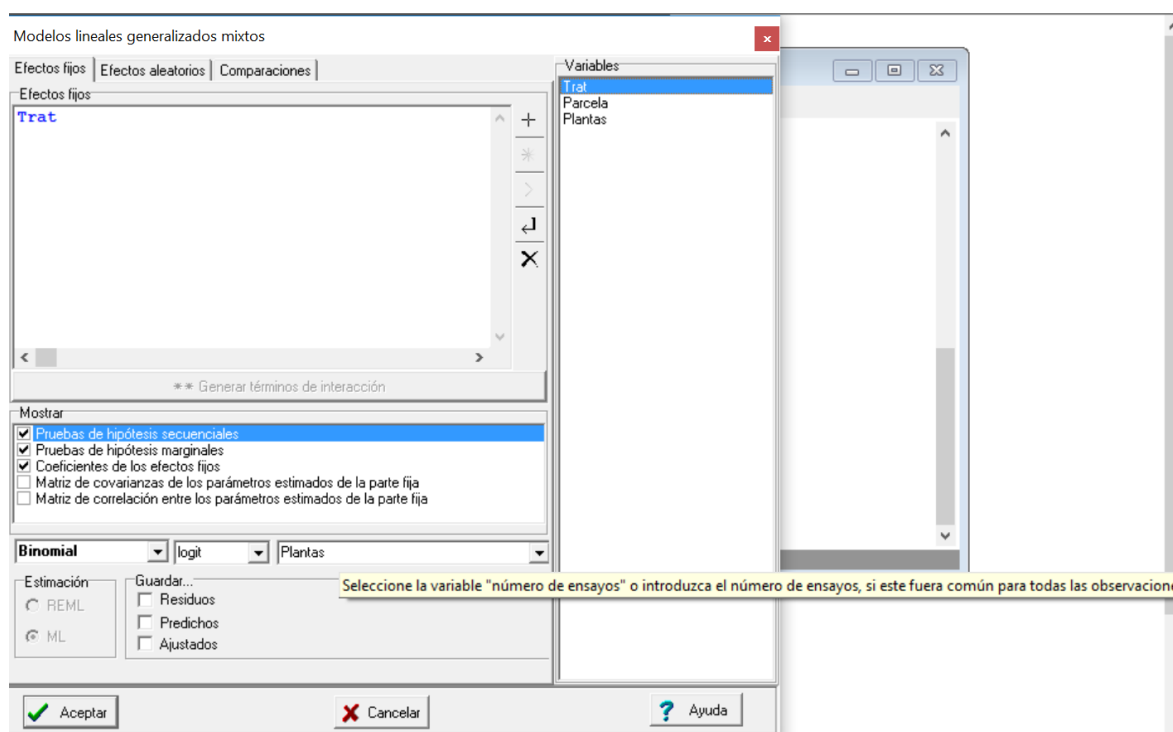 Modelos lineales generalizados mixtos
Efectos fijos Efectos aleatorios Comparaciones
Efectos fijos
Trat
** Generar términos de interacción
Mostrar
Pruebas de hipótesis secuenciales
Pruebas de hipótesis marginales
Coeficientes de los efectos fijos
Matriz de covarianzas de los parámetros estimados de la parte fija
Matriz de correlación entre los parámetros estimados de la parte fija
Binomial logit Plantas
Estimación
REML
ML
Guardar...
Residuos
Predichos
Ajustados
Variables
Trat
Parcela
Plantas
Seleccione la variable "número de ensayos" o introduzca el número de ensayos, si este fuera común para todas las observacione
Aceptar Cancelar ? Ayuda